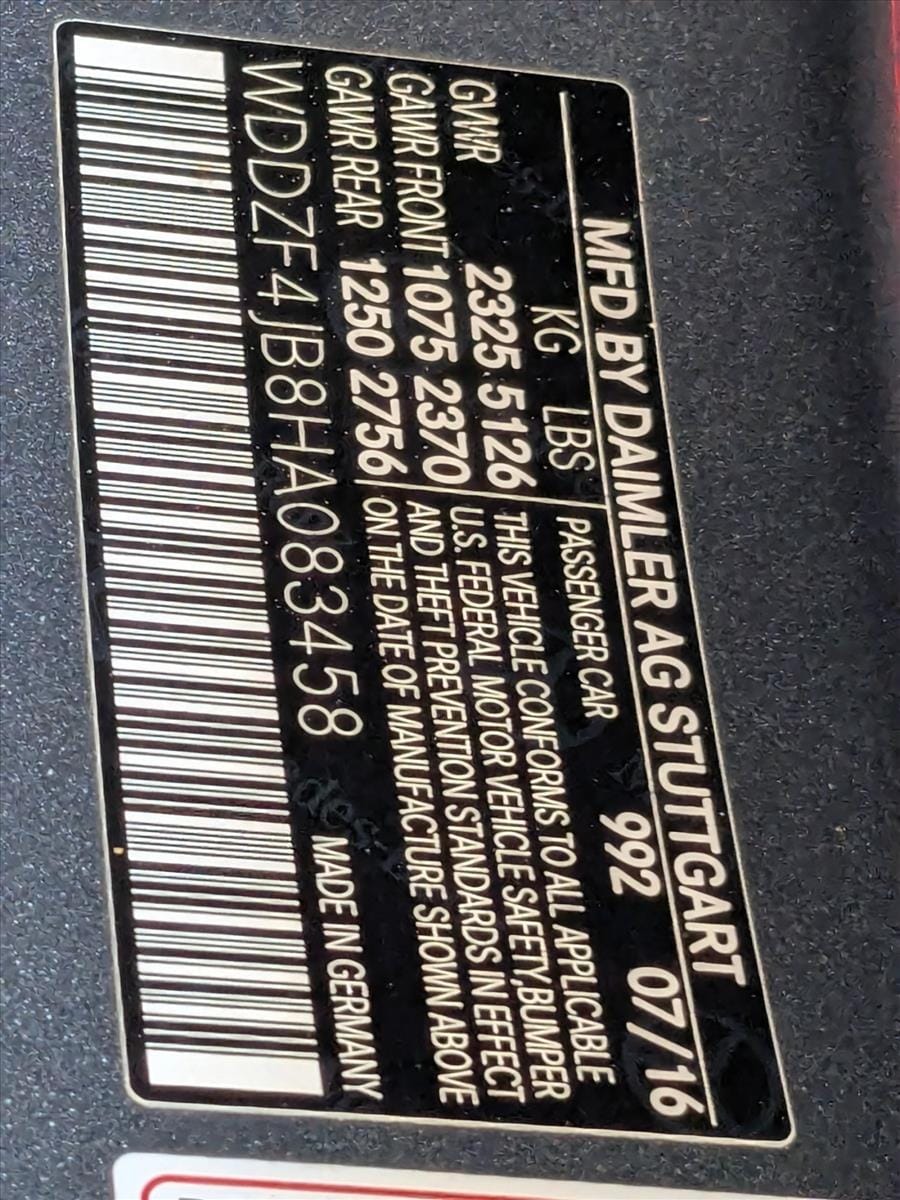 MFD BY DAIMLER AG STUTTGART
KG LBS PASSENGER CAR 992 07/16
GVWR 2325 5126 THIS VEHICLE CONFORMS TO ALL APPLICABLE
GAWR FRONT 1075 2370 U.S. FEDERAL MOTOR VEHICLE SAFETY,BUMPER
GAWR REAR 1250 2756 AND THEFT PREVENTION STANDARDS IN EFFECT
ON THE DATE OF MANUFACTURE SHOWN ABOVE
WDDZF4JB8HA083458 MADE IN GERMANY